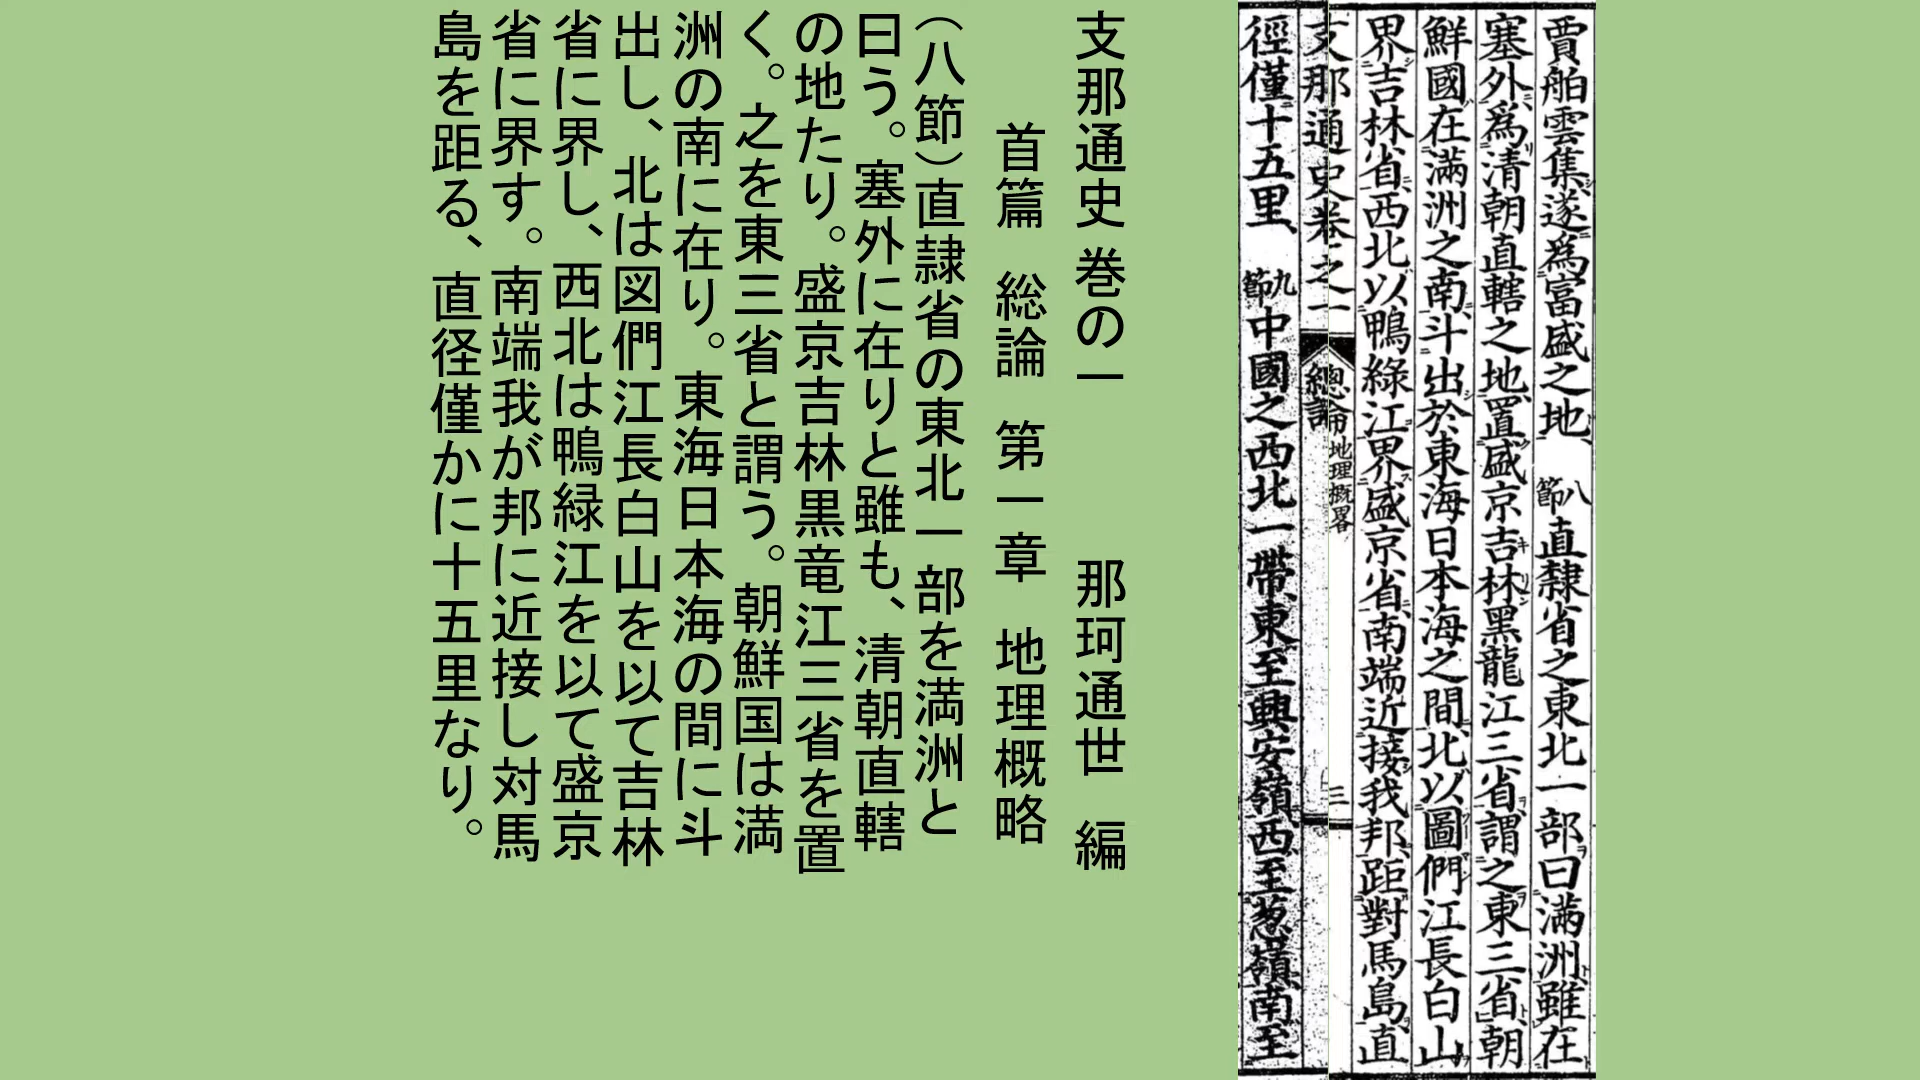 賈舶雲集遂為富盛之地 八節 直隷省之東北一部曰滿洲雖在
塞外為清朝直轄之地置盛京吉林黑龍江三省謂之東三省朝
鮮國在滿洲之南斗出於東海日本海之間北以圖們江長白山
界吉林省西北以鴨綠江界盛京省南端近接我邦距對馬島直
支那通史卷之一 總論 地理概畧 三
徑僅十五里 九節 中國之西北一帶東至興安嶺西至葱嶺南至
支那通史 巻の一 那珂通世 編
首篇 総論 第一章 地理概略
（八節）直隷省の東北一部を満洲と
曰う。塞外に在りと雖も、清朝直轄
の地たり。盛京吉林黒竜江三省を置
く。之を東三省と謂う。朝鮮国は満
洲の南に在り。東海日本海の間に斗
出し、北は図們江長白山を以て吉林
省に界し、西北は鴨緑江を以て盛京
省に界す。南端我が邦に近接し対馬
島を距る、直径僅かに十五里なり。